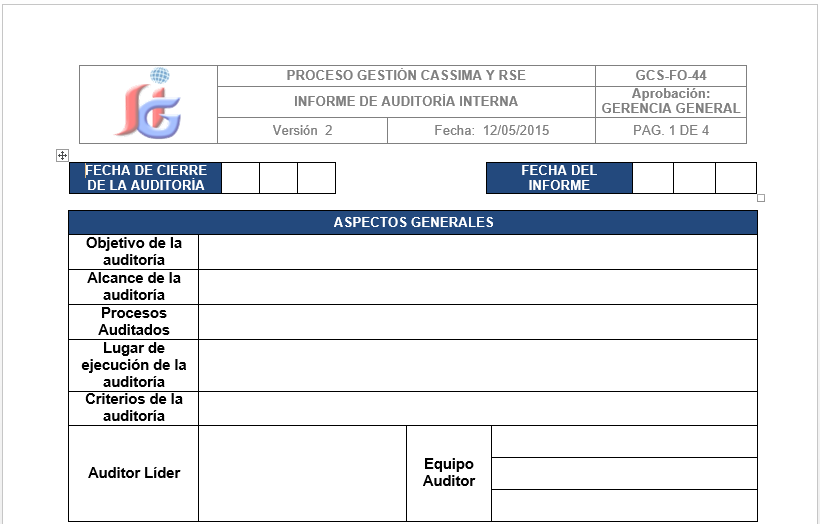 PROCESO GESTIÓN CASSIMA Y RSE
GCS-FO-44
INFORME DE AUDITORÍA INTERNA
Aprobación:
GERENCIA GENERAL
Versión 2
Fecha: 12/05/2015
PAG. 1 DE 4
FECHA DE CIERRE
DE LA AUDITORÍA
FECHA DEL
INFORME
ASPECTOS GENERALES
Objetivo de la
auditoría
Alcance de la
auditoría
Procesos
Auditados
Lugar de
ejecución de la
auditoría
Criterios de la
auditoría
Auditor Líder
Equipo
Auditor